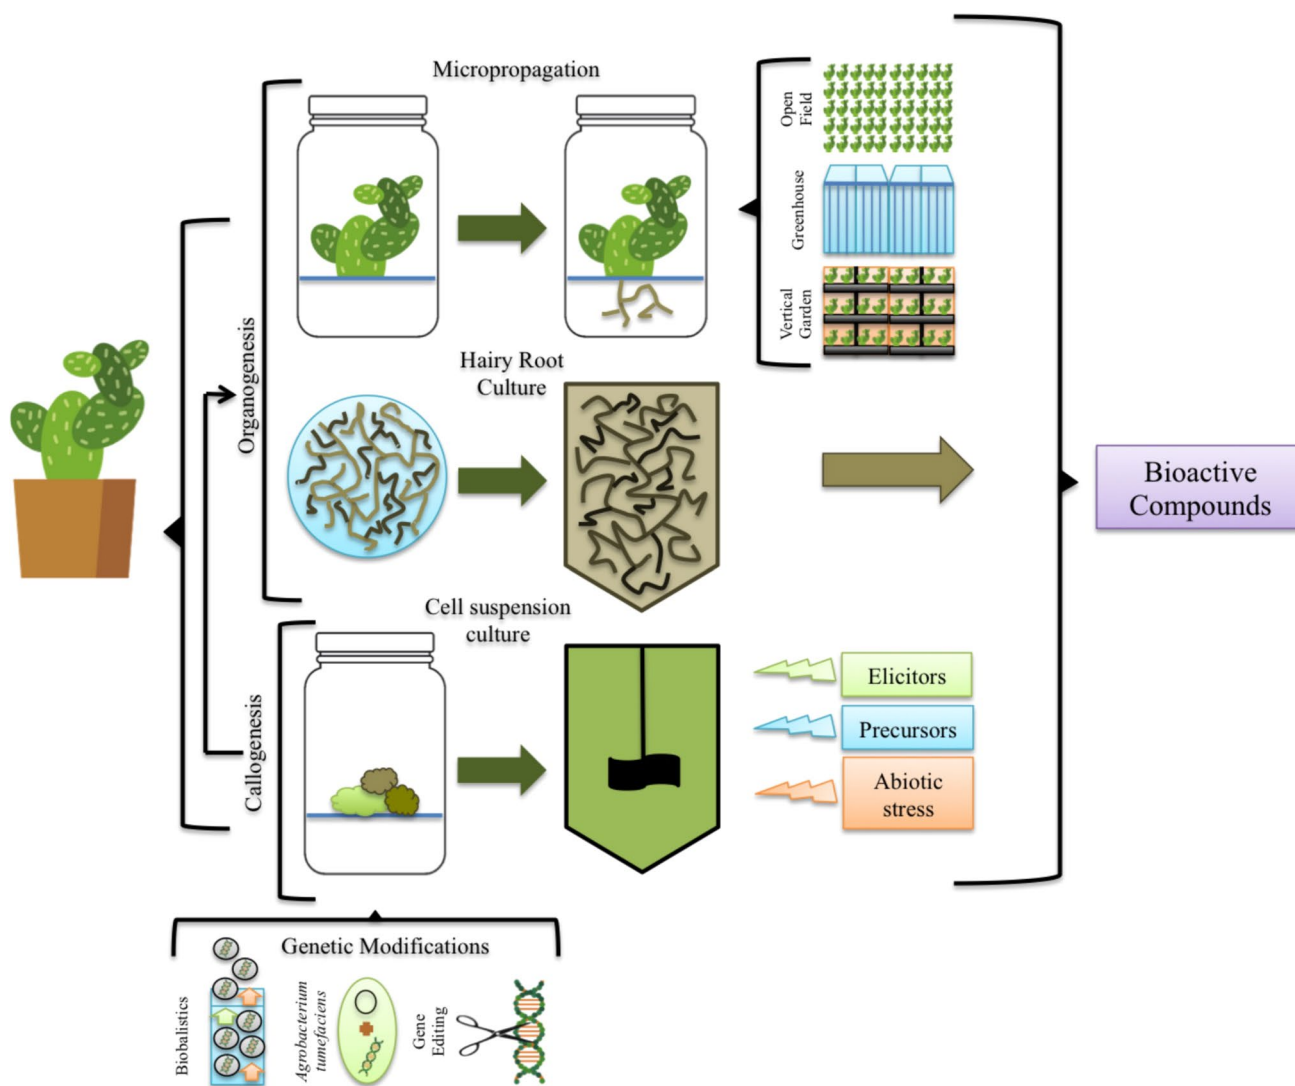 Micropropagation
Open
Field
Greenhouse
Vertical
Garden
Organogenesis
Hairy Root
Culture
Bioactive
Compounds
Cell suspension
culture
Callogenesis
Elicitors
Precursors
Abiotic
stress
Genetic Modifications
Biobalistics
Agrobacterium
tumefaciens
Gene
Editing